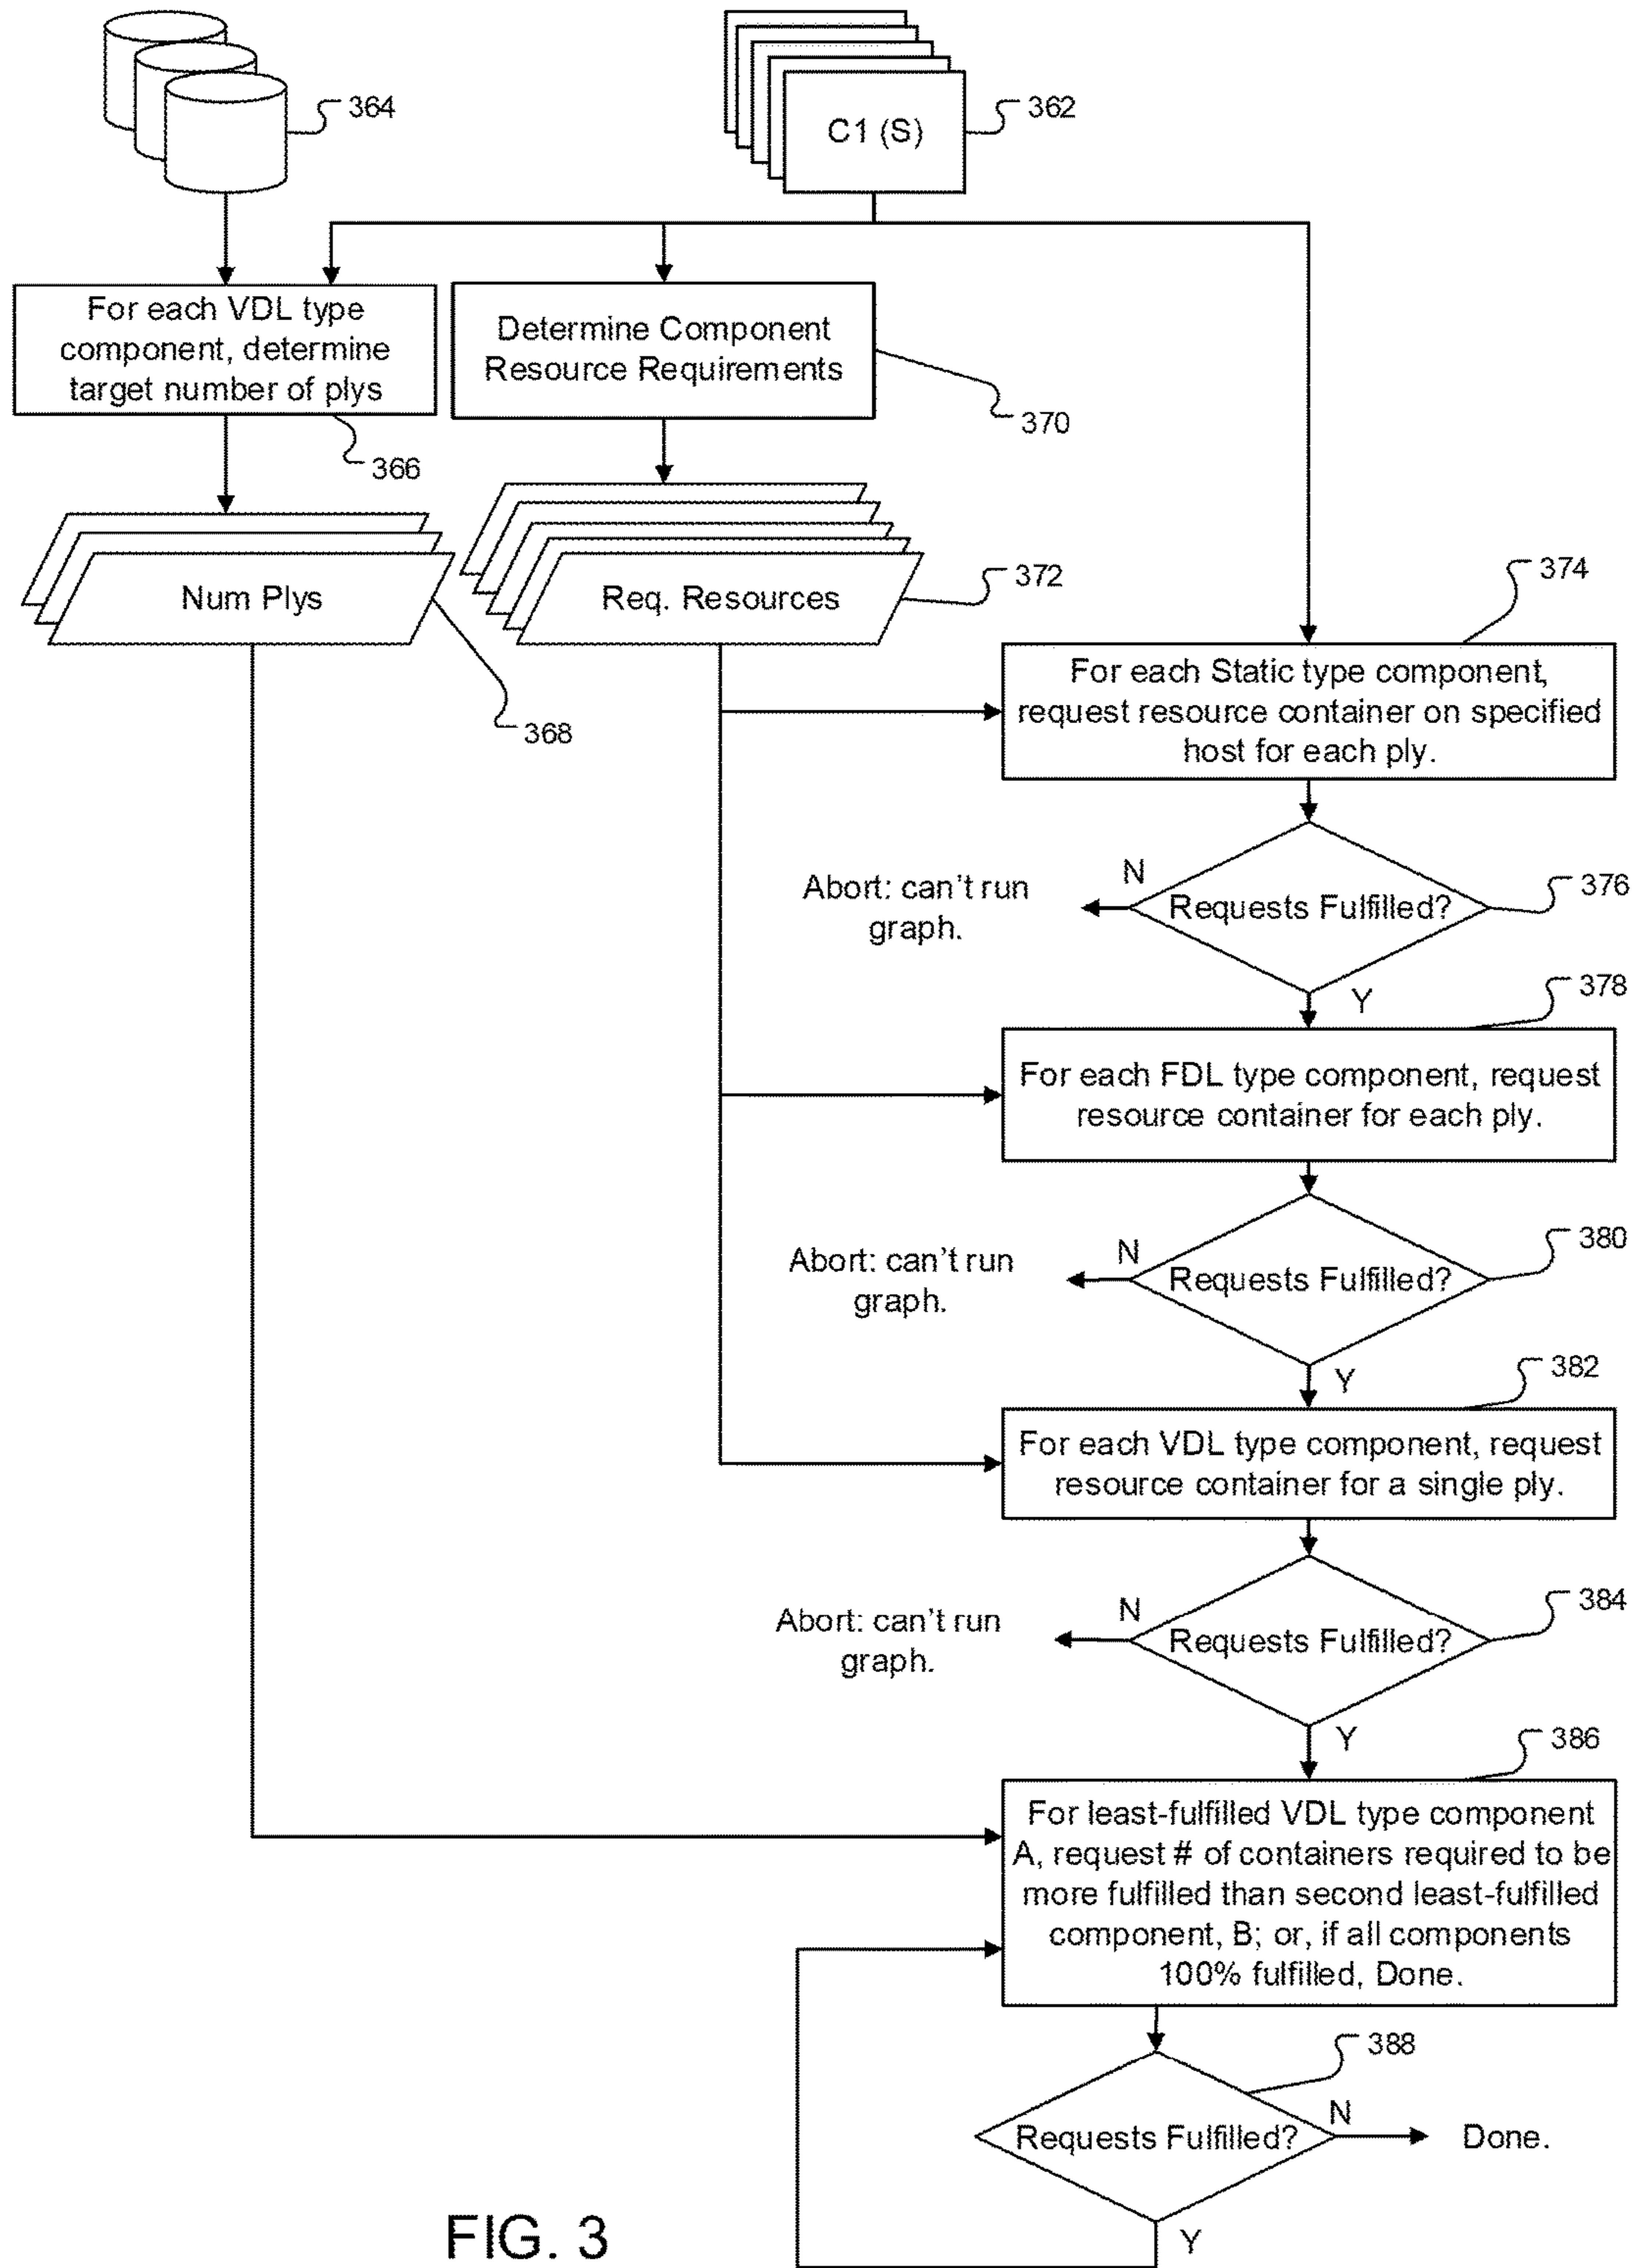 364
362
C1 (S)
For each VDL type
component, determine
target number of plys
366
Determine Component
Resource Requirements
370
Num Plys
368
Req. Resources
372
374
For each Static type component,
request resource container on specified
host for each ply.
Abort: can't run
graph.
N
Requests Fulfilled?
376
Y
378
For each FDL type component, request
resource container for each ply.
Abort: can't run
graph.
N
Requests Fulfilled?
380
Y
382
For each VDL type component, request
resource container for a single ply.
Abort: can't run
graph.
N
Requests Fulfilled?
384
Y
386
For least-fulfilled VDL type component
A, request # of containers required to be
more fulfilled than second least-fulfilled
component, B; or, if all components
100% fulfilled, Done.
388
Requests Fulfilled?
N
Done.
Y
FIG. 3